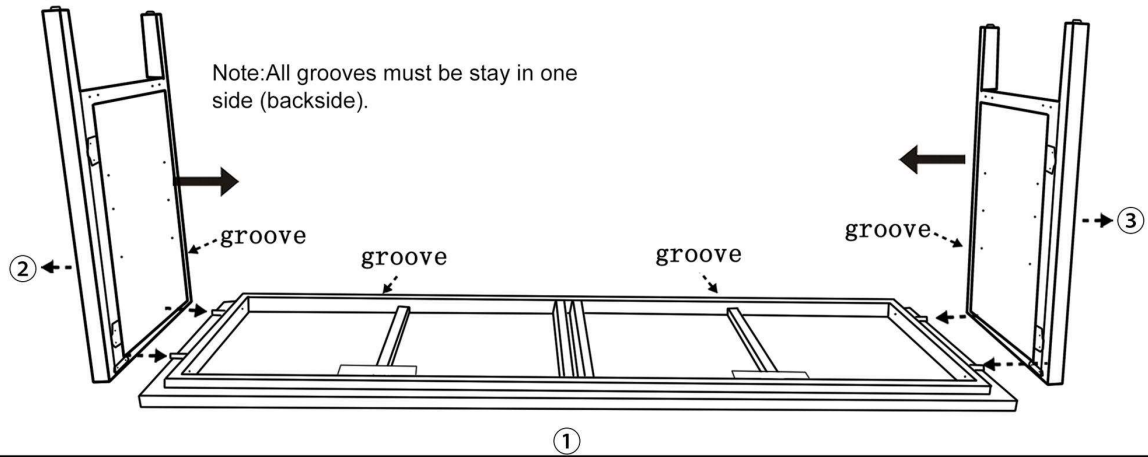 Note:All grooves must be stay in one
side (backside).
groove
groove
groove
groove
②
③
①